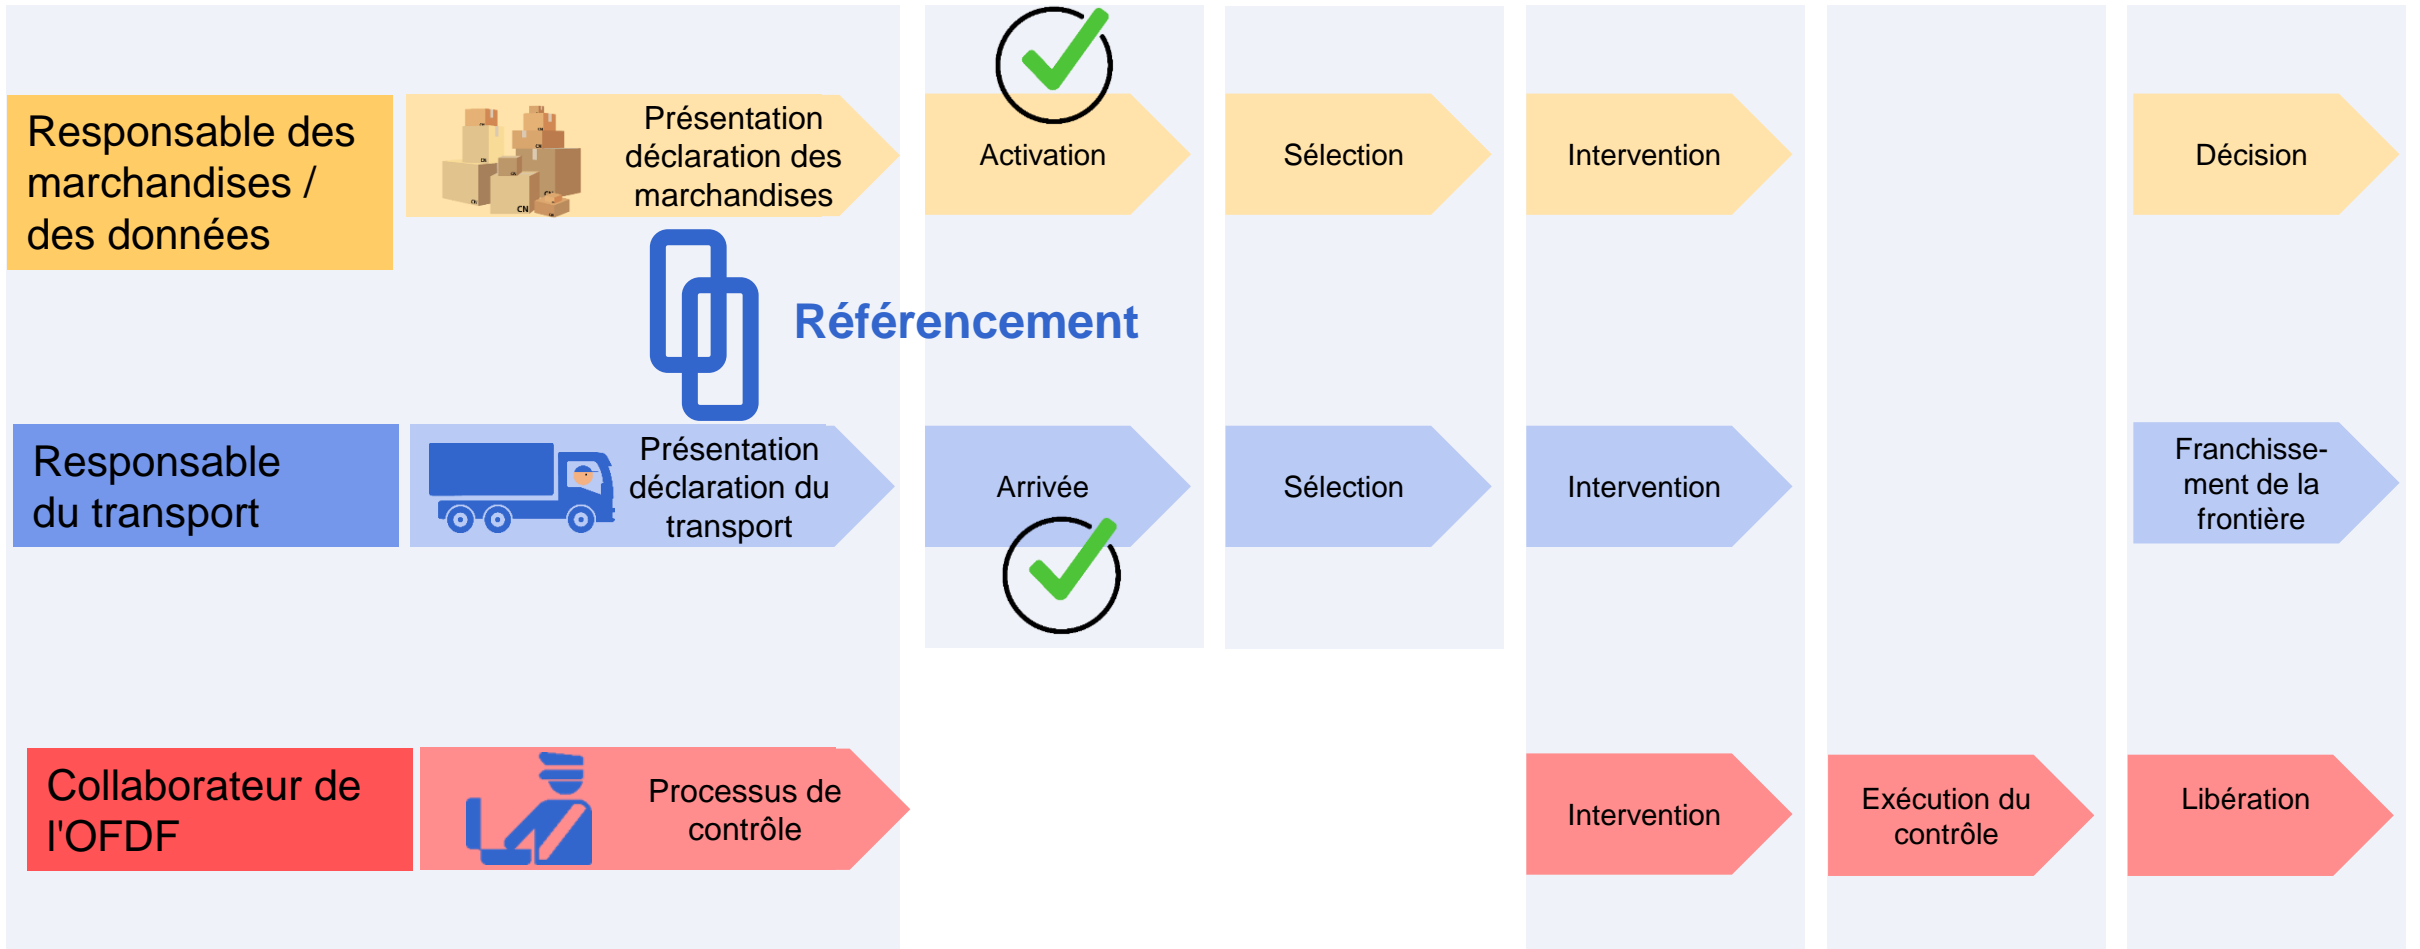 Responsable des
marchandises /
des données
Présentation
déclaration des
marchandises
Activation
Sélection
Intervention
Décision
CN
Référencement
Responsable
du transport
Présentation
déclaration du
transport
Arrivée
Sélection
Intervention
Franchisse-
ment de la
frontière
Collaborateur de
l'OFDF
Processus de
contrôle
Intervention
Exécution du
contrôle
Libération